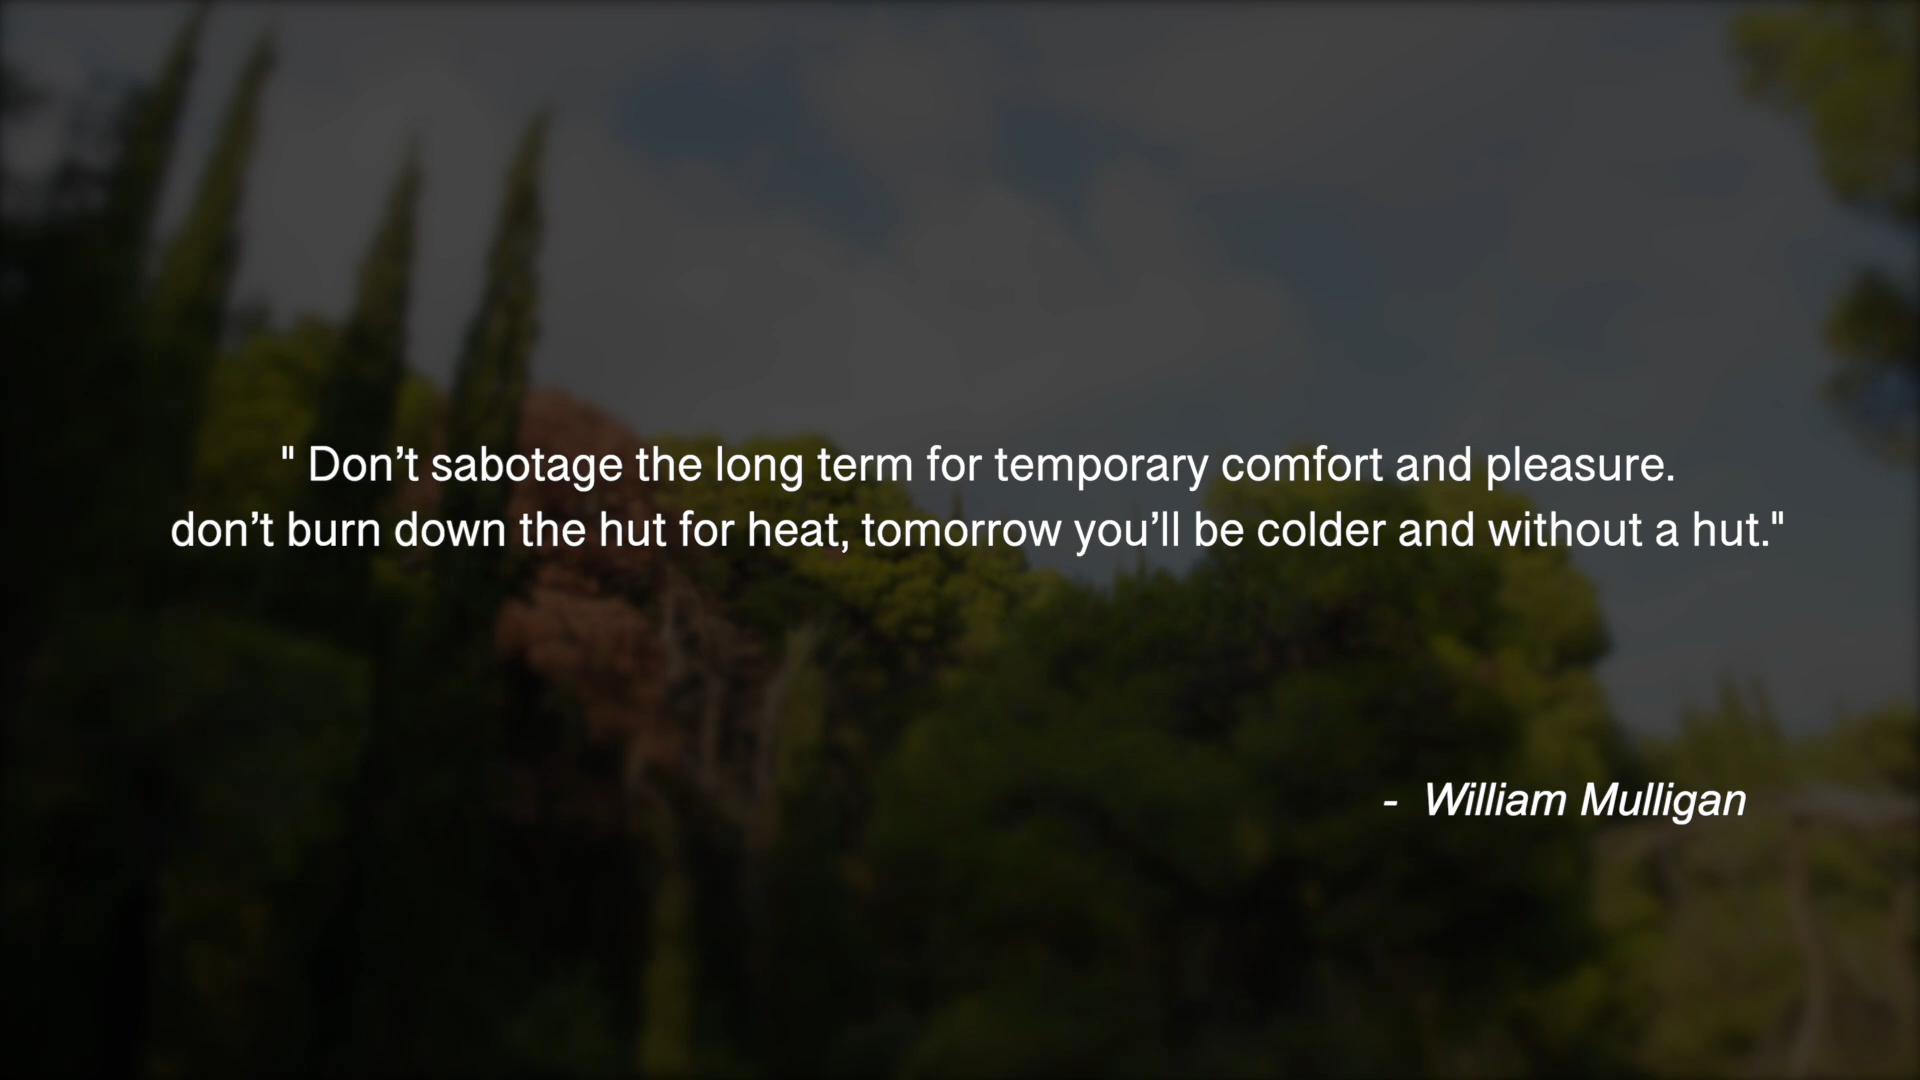 " Don’t sabotage the long term for temporary comfort and pleasure.
don’t burn down the hut for heat, tomorrow you’ll be colder and without a hut."
- William Mulligan